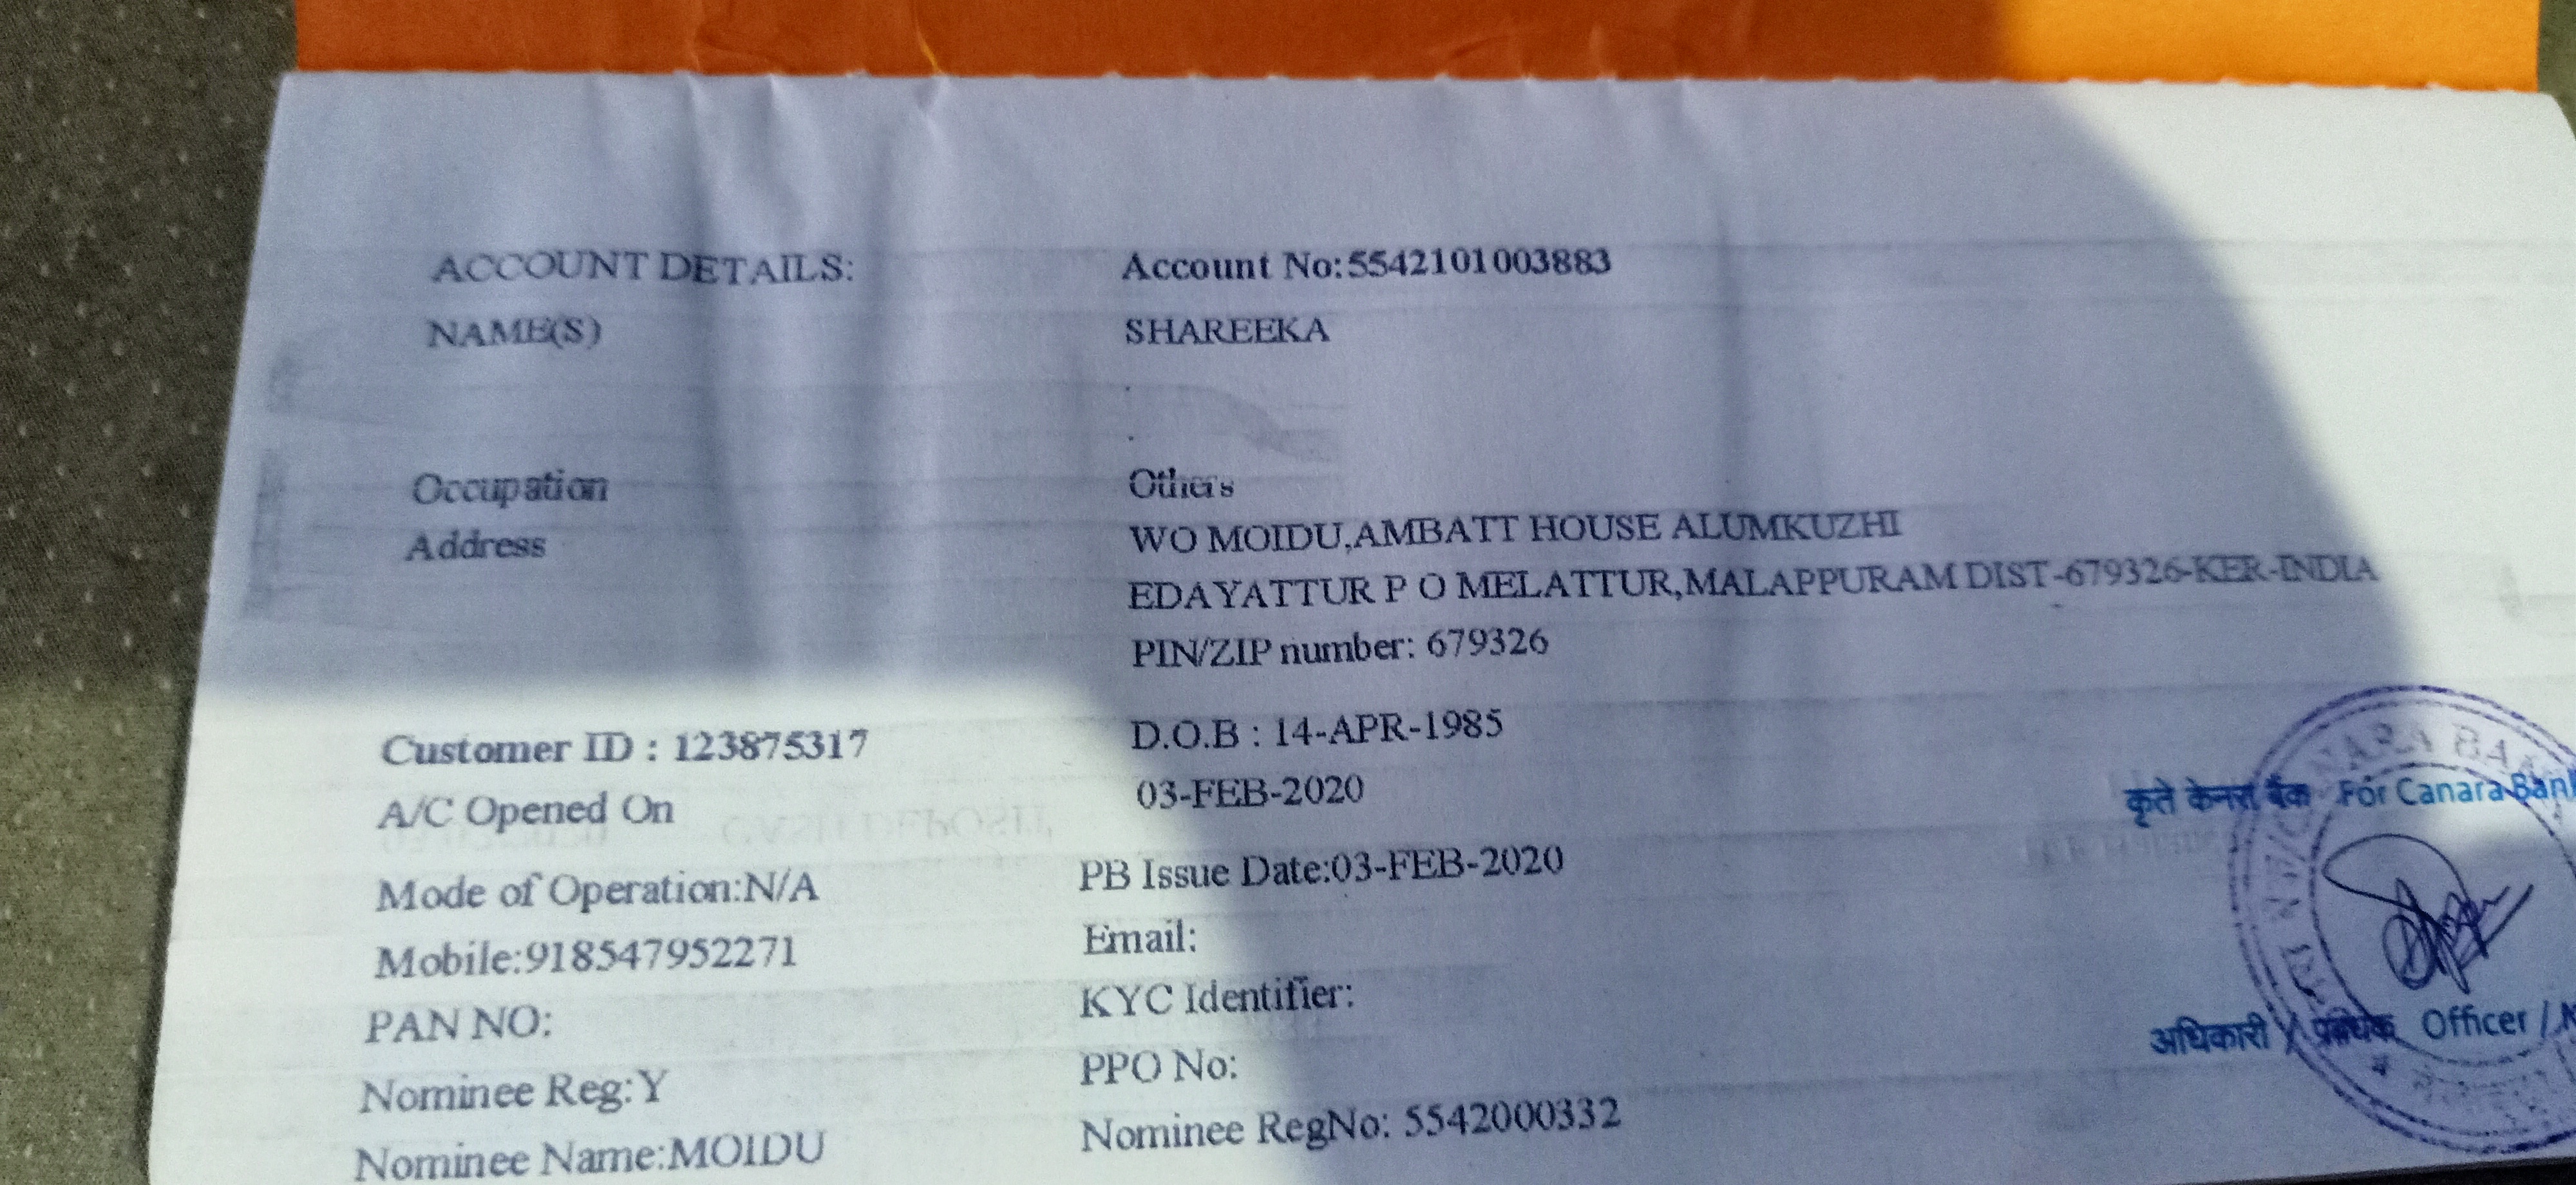 ACCOUNT DETAILS: Account No:5542101003883
NAME(S) SHAREEKA
Occupation Others
Address WO MOIDU,AMBATT HOUSE ALUMKUZHI
EDAYATTUR P O MELATTUR,MALAPPURAM DIST-679326-KER-INDIA
PIN/ZIP number: 679326
Customer ID : 123875317 D.O.B : 14-APR-1985
A/C Opened On 03-FEB-2020
कृते केनरा बैंक For Canara Bank
Mode of Operation:N/A PB Issue Date:03-FEB-2020
Mobile:918547952271 Email:
PAN NO: KYC Identifier:
अधिकारी / प्रबंधक Officer /
Nominee Reg:Y PPO No:
Nominee Name:MOIDU Nominee RegNo: 5542000332
CANARA BA